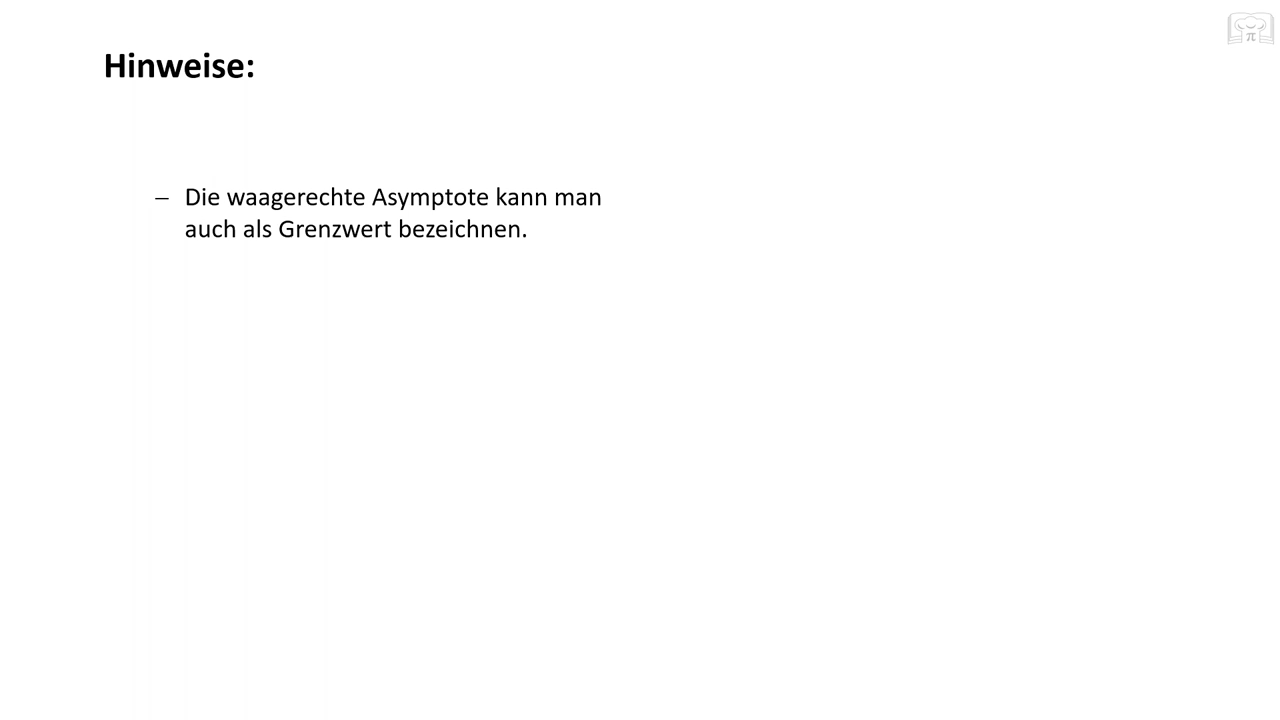 Hinweise:
– Die waagerechte Asymptote kann man
auch als Grenzwert bezeichnen.
π